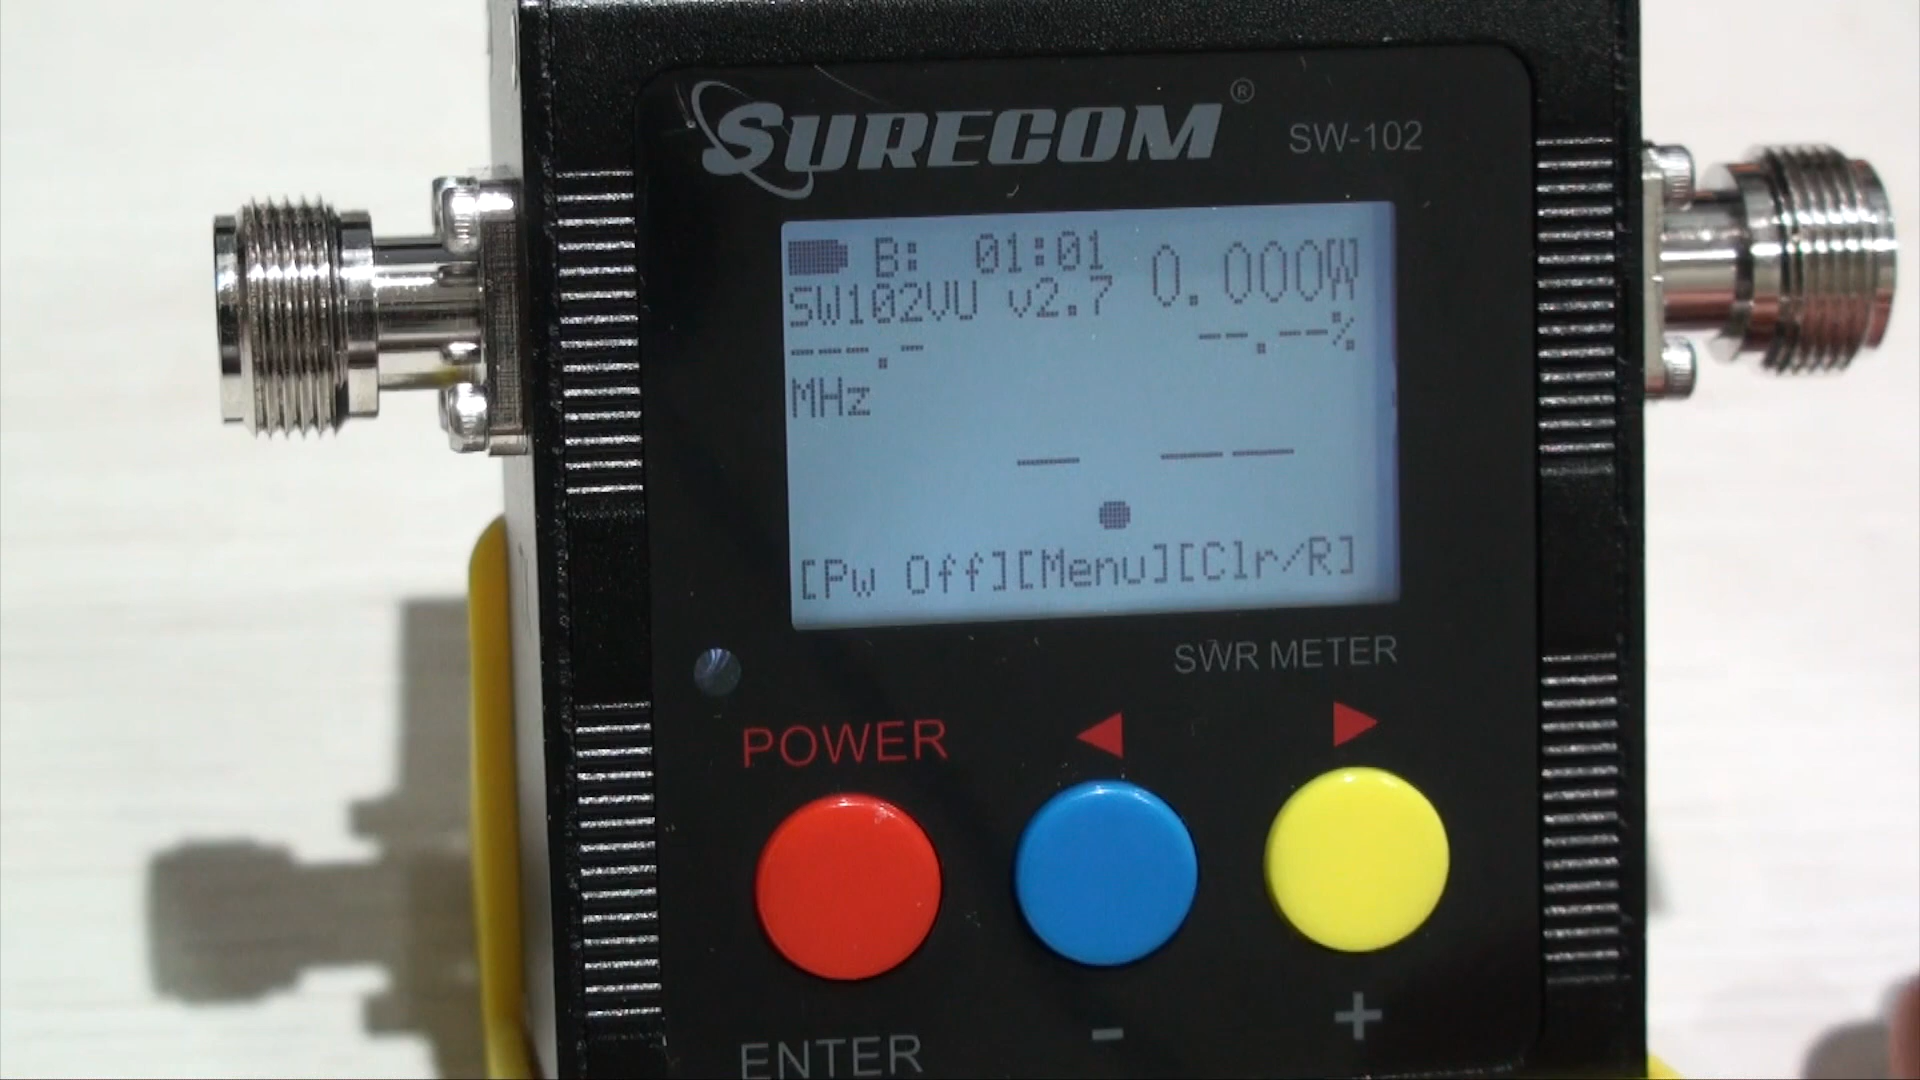 SURECOM ®
SW-102
B: 01:01 0.000W
SW102VU v2.7
---.- --.--%
MHz
-.--
[Pw Off][Menu][Clr/R]
SWR METER
POWER ◀ ▶
ENTER - +